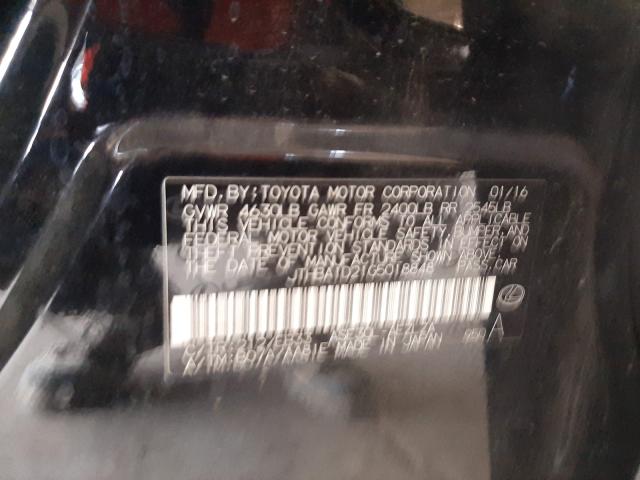 MFD. BY: TOYOTA MOTOR CORPORATION 01/16
GVWR 4630LB GAWR FR 2400LB RR 2545LB
THIS VEHICLE CONFORMS TO ALL APPLICABLE
FEDERAL MOTOR VEHICLE SAFETY, BUMPER, AND
THEFT PREVENTION STANDARDS IN EFFECT ON
THE DATE OF MANUFACTURE SHOWN ABOVE.
JTHBA1D21G5018848 PASS. CAR
A/TM: MADE IN JAPAN 950 A